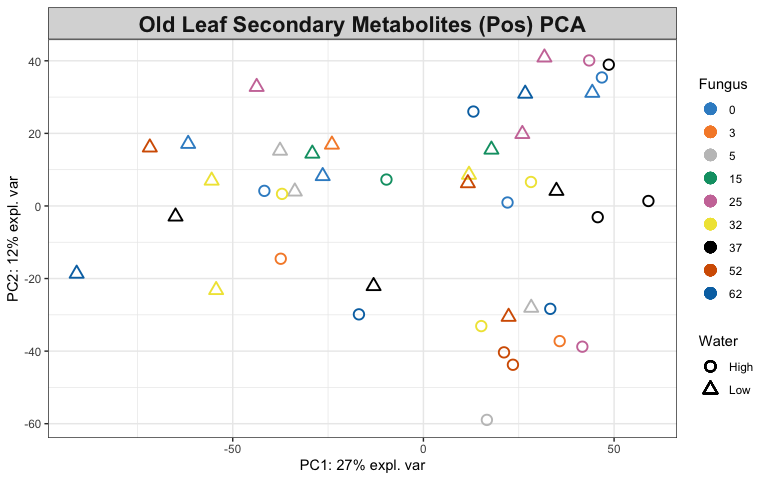 Old Leaf Secondary Metabolites (Pos) PCA
40
20
0
-20
-40
-60
PC2: 12% expl. var
-50
0
50
PC1: 27% expl. var
Fungus
0
3
5
15
25
32
37
52
62
Water
High
Low